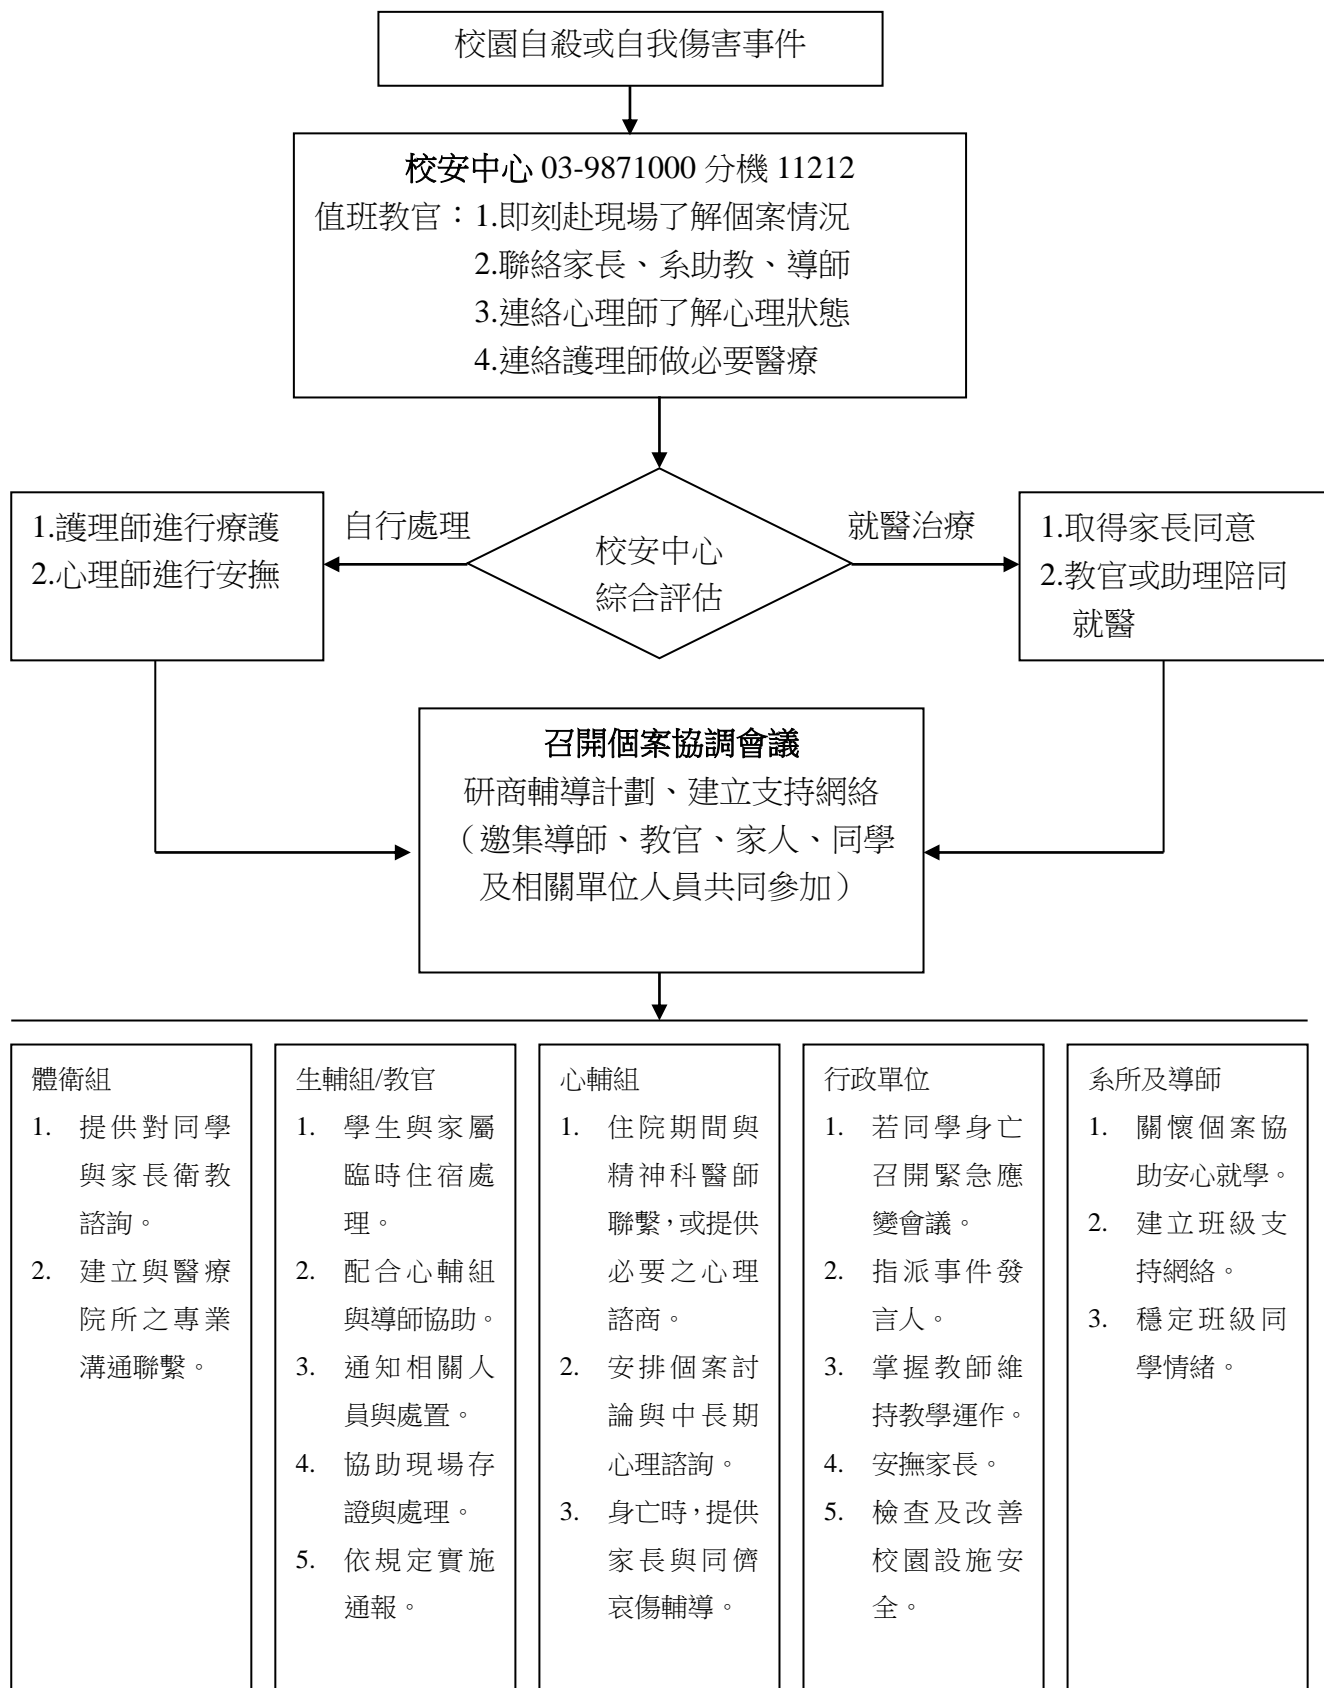 校園自殺或自我傷害事件
校安中心 03-9871000 分機 11212
值班教官：1.即刻赴現場了解個案情況
2.聯絡家長、系助教、導師
3.連絡心理師了解心理狀態
4.連絡護理師做必要醫療
1.護理師進行療護
2.心理師進行安撫
自行處理
校安中心
綜合評估
就醫治療
1.取得家長同意
2.教官或助理陪同
就醫
召開個案協調會議
研商輔導計劃、建立支持網絡
（邀集導師、教官、家人、同學
及相關單位人員共同參加）
體衛組
1. 提供對同學
與家長衛教
諮詢。
2. 建立與醫療
院所之專業
溝通聯繫。
生輔組/教官
1. 學生與家屬
臨時住宿處
理。
2. 配合心輔組
與導師協助。
3. 通知相關人
員與處置。
4. 協助現場存
證與處理。
5. 依規定實施
通報。
心輔組
1. 住院期間與
精神科醫師
聯繫，或提供
必要之心理
諮商。
2. 安排個案討
論與中長期
心理諮詢。
3. 身亡時，提供
家長與同儕
哀傷輔導。
行政單位
1. 若同學身亡
召開緊急應
變會議。
2. 指派事件發
言人。
3. 掌握教師維
持教學運作。
4. 安撫家長。
5. 檢查及改善
校園設施安
全。
系所及導師
1. 關懷個案協
助安心就學。
2. 建立班級支
持網絡。
3. 穩定班級同
學情緒。